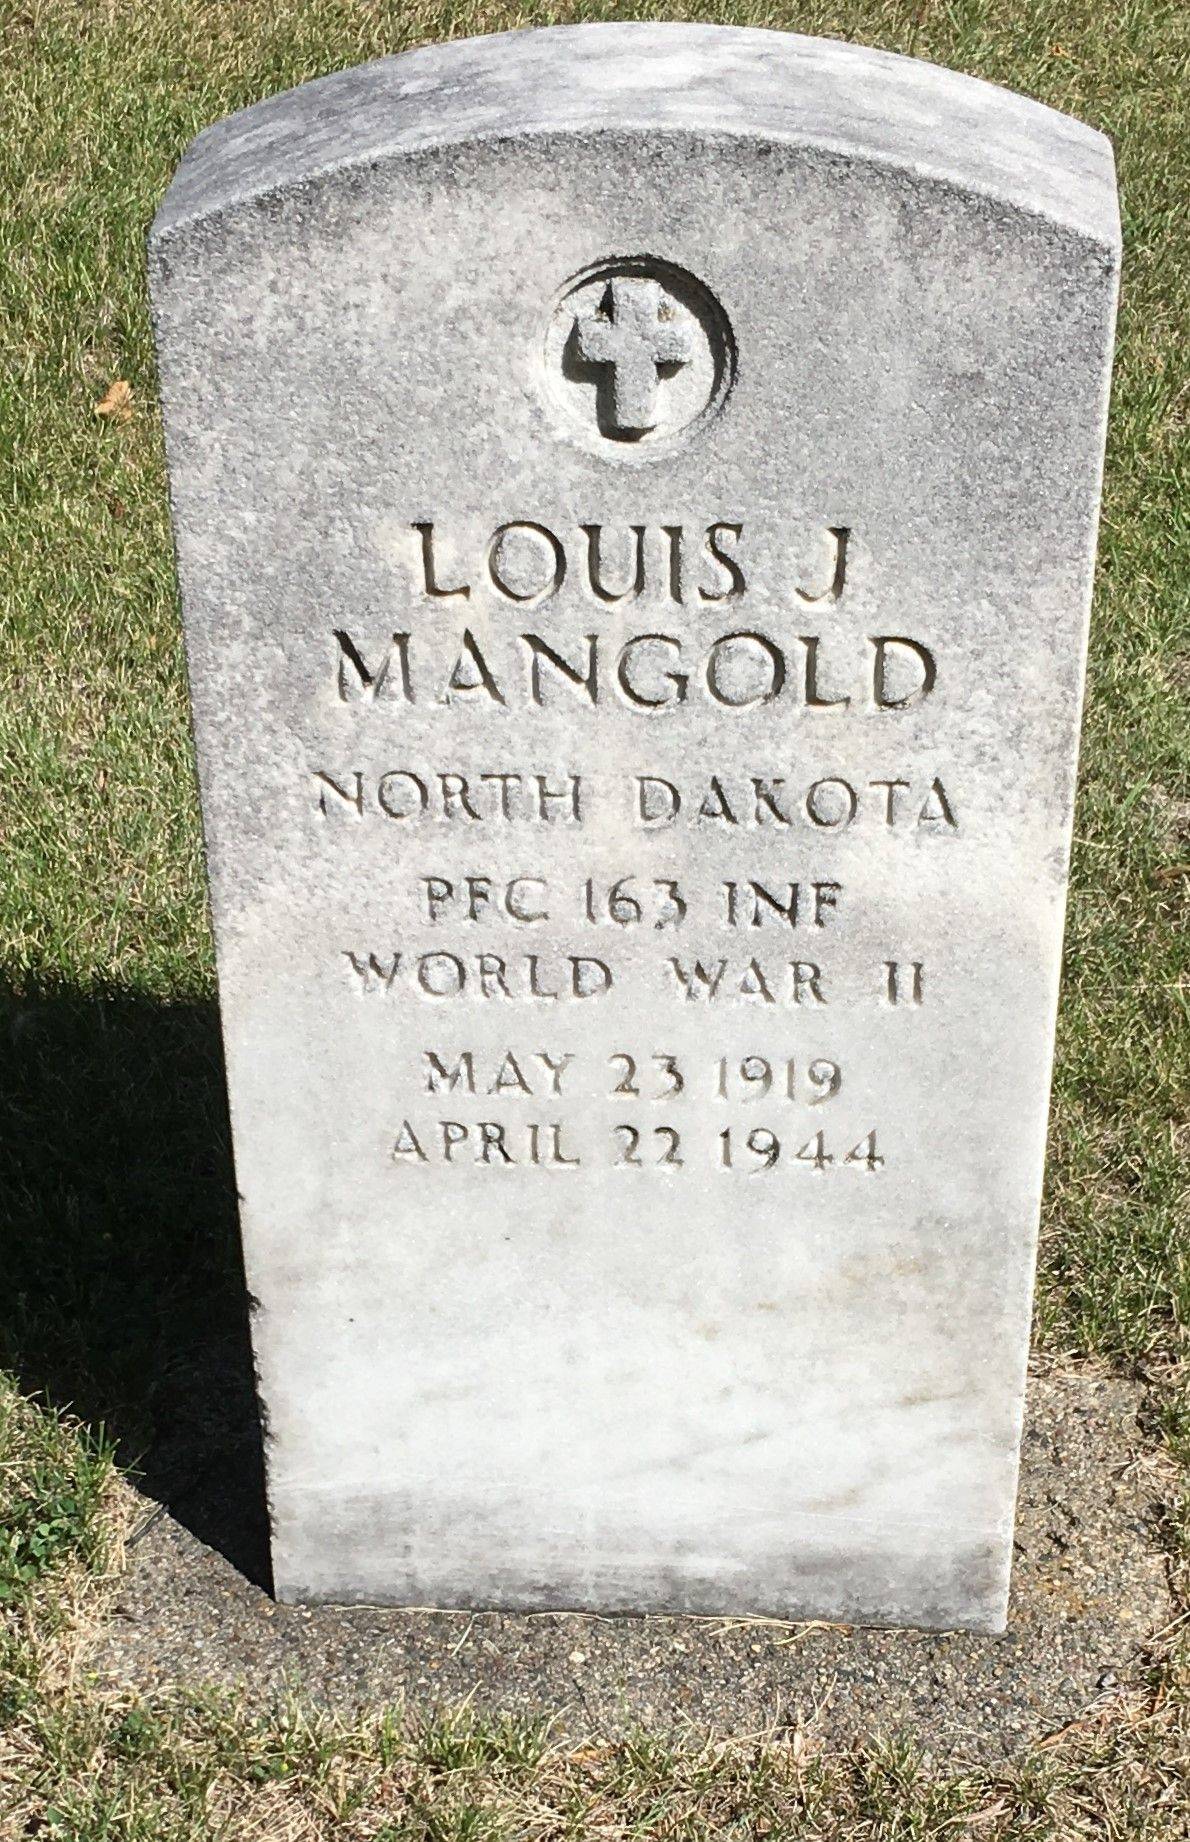 LOUIS J
MANGOLD
NORTH DAKOTA
PFC 163 INF
WORLD WAR II
MAY 23 1919
APRIL 22 1944